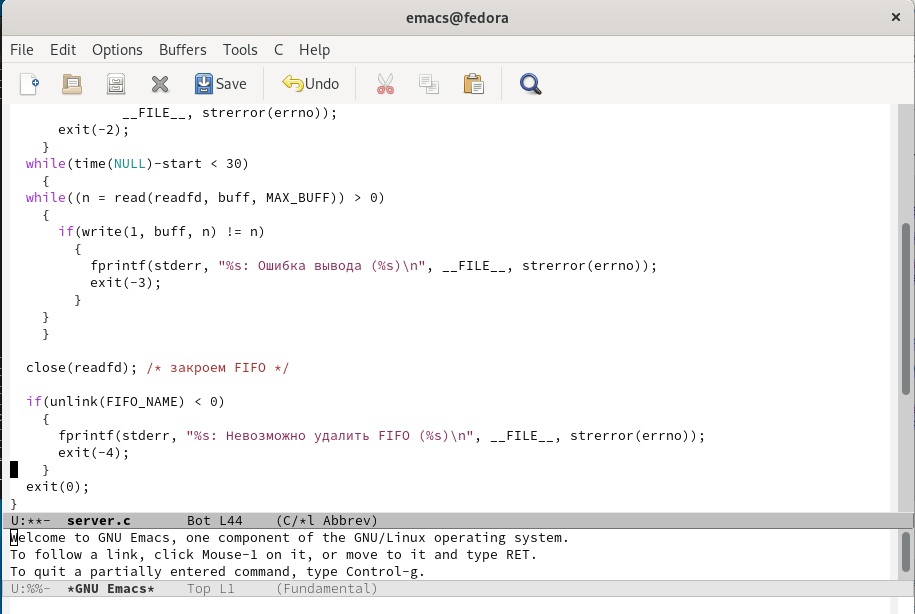 emacs@fedora
File Edit Options Buffers Tools C Help
Save Undo
__FILE__, strerror(errno));
exit(-2);
}
while(time(NULL)-start < 30)
{
while((n = read(readfd, buff, MAX_BUFF)) > 0)
{
if(write(1, buff, n) != n)
{
fprintf(stderr, "%s: Ошибка вывода (%s)\n", __FILE__, strerror(errno));
exit(-3);
}
}
}
close(readfd); /* закроем FIFO */
if(unlink(FIFO_NAME) < 0)
{
fprintf(stderr, "%s: Невозможно удалить FIFO (%s)\n", __FILE__, strerror(errno));
exit(-4);
}
exit(0);
}
U:**- server.c Bot L44 (C/*l Abbrev)
Welcome to GNU Emacs, one component of the GNU/Linux operating system.
To follow a link, click Mouse-1 on it, or move to it and type RET.
To quit a partially entered command, type Control-g.
U:%%- *GNU Emacs* Top L1 (Fundamental)